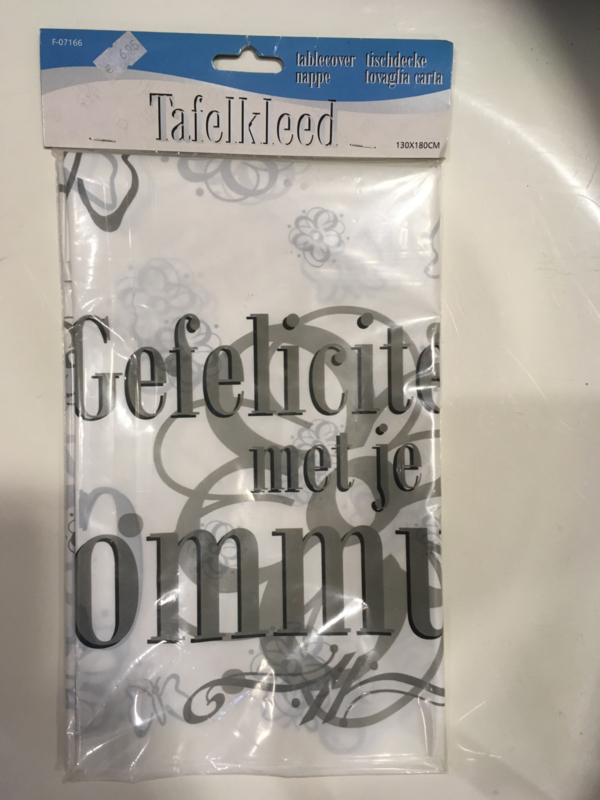 F-07166
tablecover tischdecke
nappe tovaglia carta
Tafelkleed
130X180CM
Gefelicite
met je
ommu